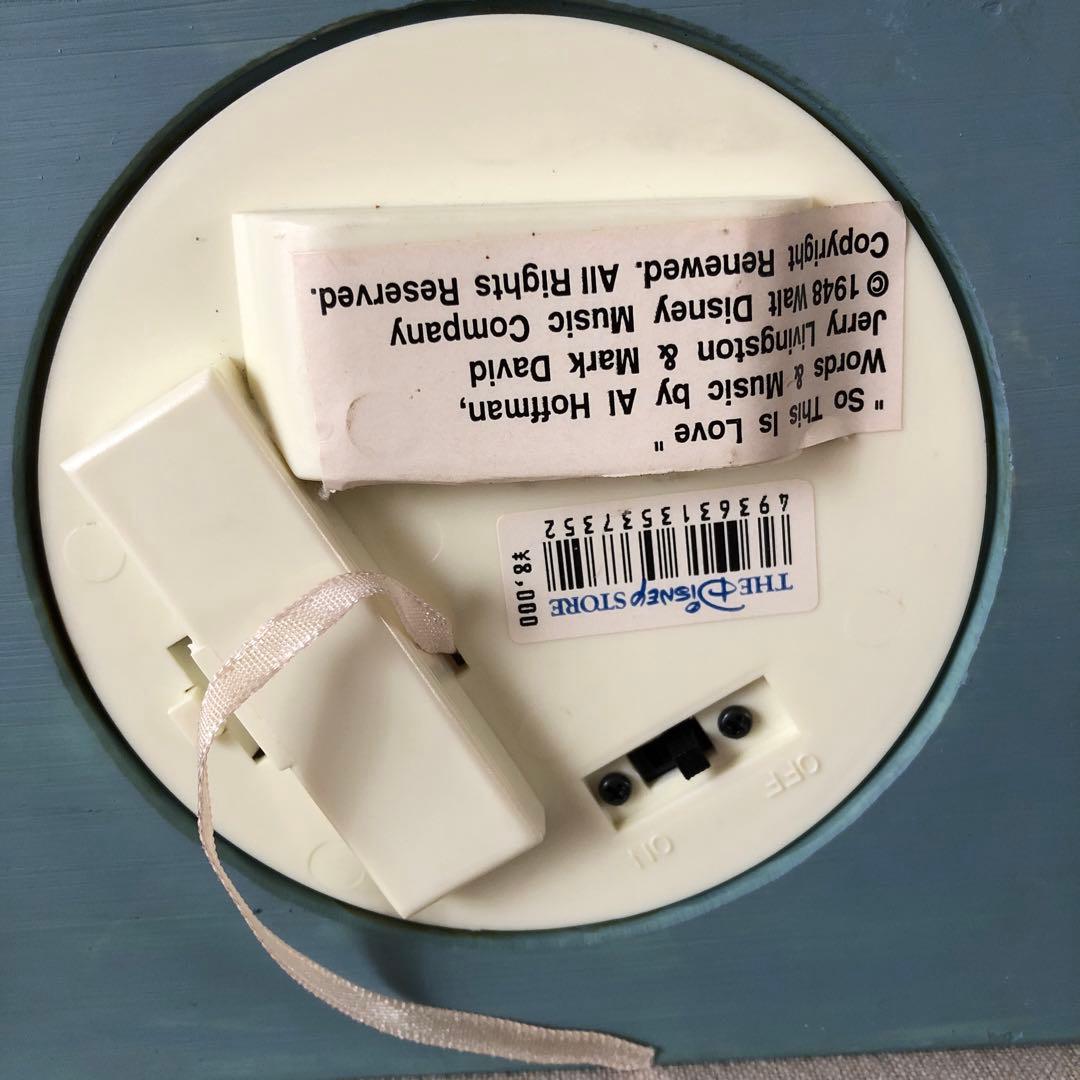 " So This Is Love "
Words & Music by Al Hoffman,
Jerry Livingston & Mark David
© 1948 Walt Disney Music Company
Copyright Renewed. All Rights Reserved.
THE DISNEY STORE
4936313537352
¥8,000
OFF
ON